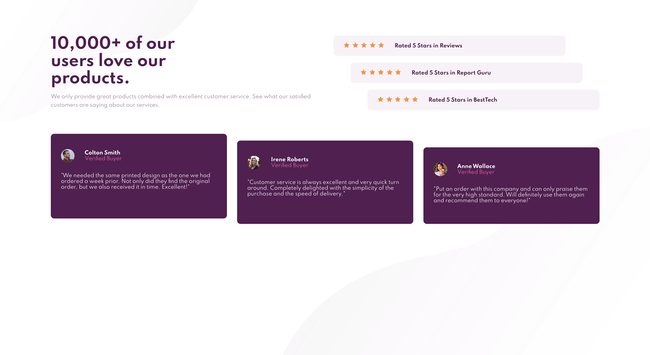 10,000+ of our
users love our
products.
We only provide great products combined with excellent customer service. See what our satisfied
customers are saying about our services.
Rated 5 Stars in Reviews
Rated 5 Stars in Report Guru
Rated 5 Stars in BestTech
Colton Smith
Verified Buyer
"We needed the same printed design as the one we had
ordered a week prior. Not only did they find the original
order, but we also received it in time. Excellent!"
Irene Roberts
Verified Buyer
"Customer service is always excellent and very quick turn
around. Completely delighted with the simplicity of the
purchase and the speed of delivery."
Anne Wallace
Verified Buyer
"Put an order with this company and can only praise them
for the very high standard. Will definitely use them again
and recommend them to everyone!"